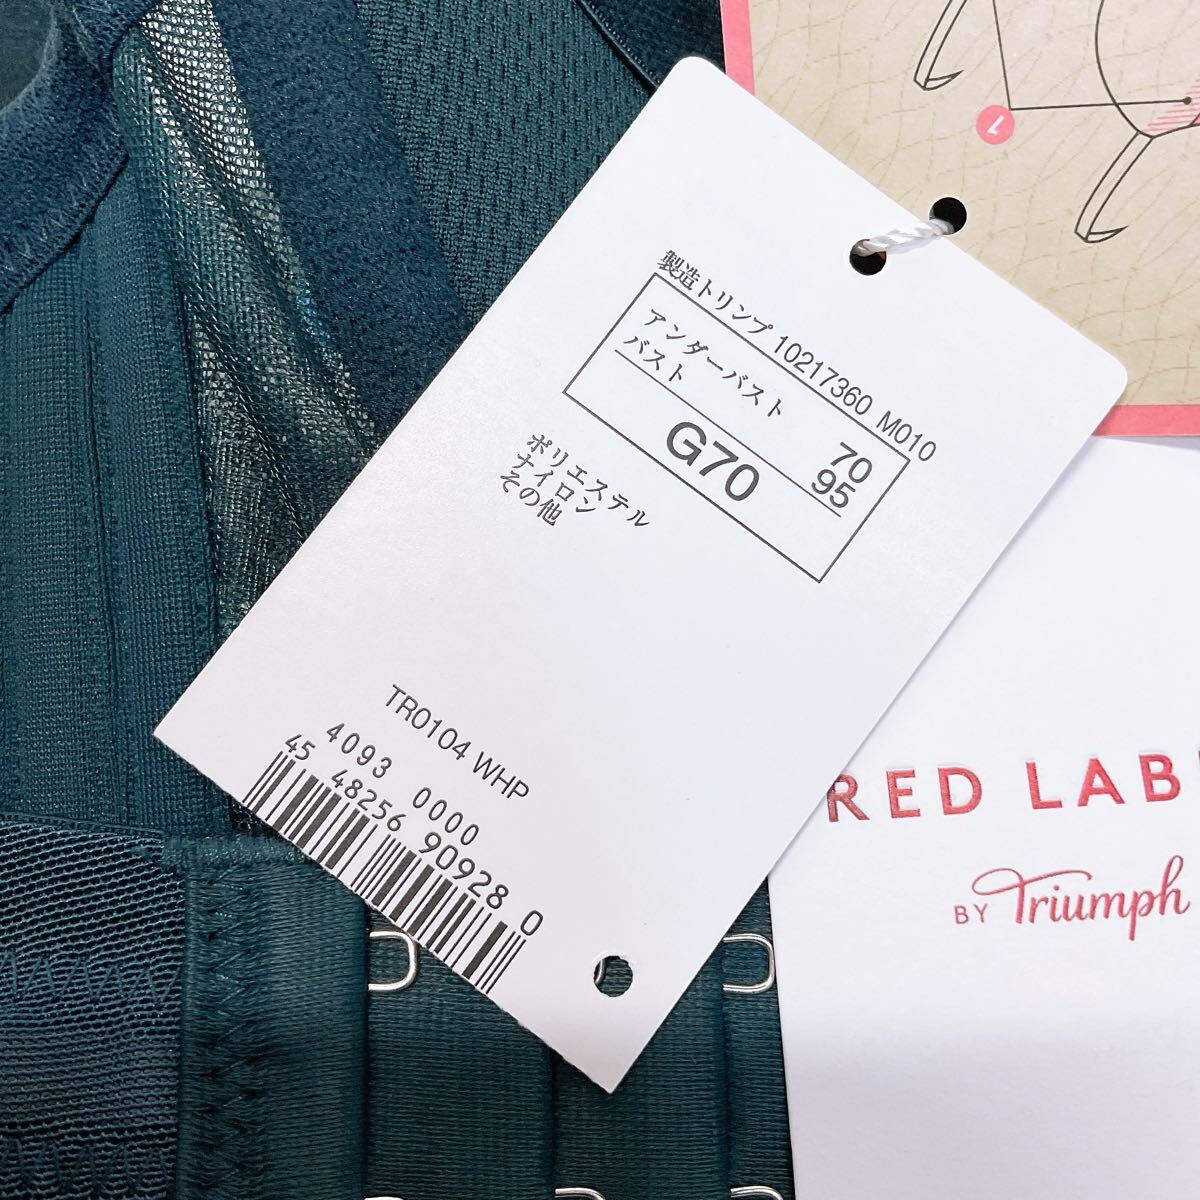 製造トリンプ 10217360 M010
アンダーバスト 70
バスト 95
G70
ポリエステル
ナイロン
その他
TR0104 WHP
4093 0000
45 48256 90928 0
1
RED LAB
BY Triumph